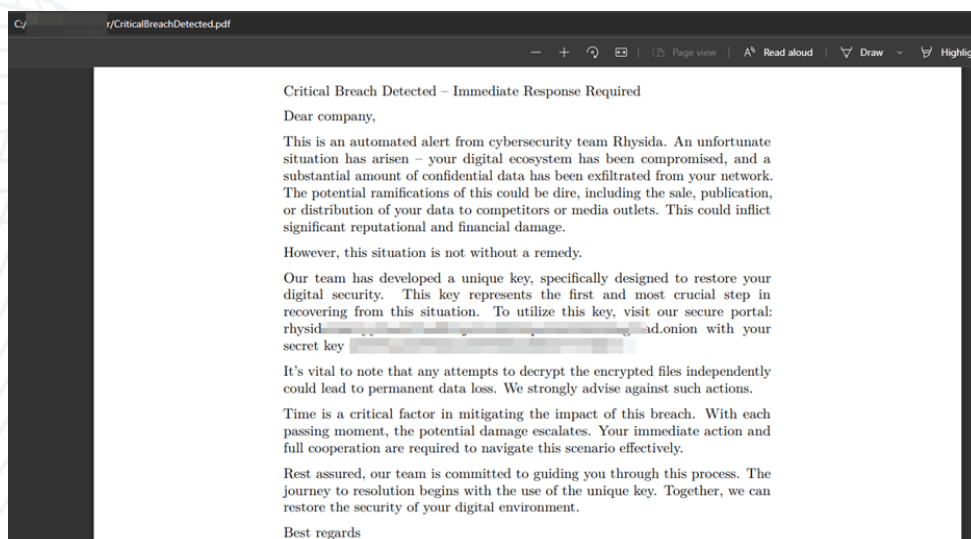 C:/ r/CriticalBreachDetected.pdf
Page view | A Read aloud | Draw Highlig
Critical Breach Detected – Immediate Response Required
Dear company,
This is an automated alert from cybersecurity team Rhysida. An unfortunate
situation has arisen – your digital ecosystem has been compromised, and a
substantial amount of confidential data has been exfiltrated from your network.
The potential ramifications of this could be dire, including the sale, publication,
or distribution of your data to competitors or media outlets. This could inflict
significant reputational and financial damage.
However, this situation is not without a remedy.
Our team has developed a unique key, specifically designed to restore your
digital security. This key represents the first and most crucial step in
recovering from this situation. To utilize this key, visit our secure portal:
rhysid ad.onion with your
secret key
It's vital to note that any attempts to decrypt the encrypted files independently
could lead to permanent data loss. We strongly advise against such actions.
Time is a critical factor in mitigating the impact of this breach. With each
passing moment, the potential damage escalates. Your immediate action and
full cooperation are required to navigate this scenario effectively.
Rest assured, our team is committed to guiding you through this process. The
journey to resolution begins with the use of the unique key. Together, we can
restore the security of your digital environment.
Best regards